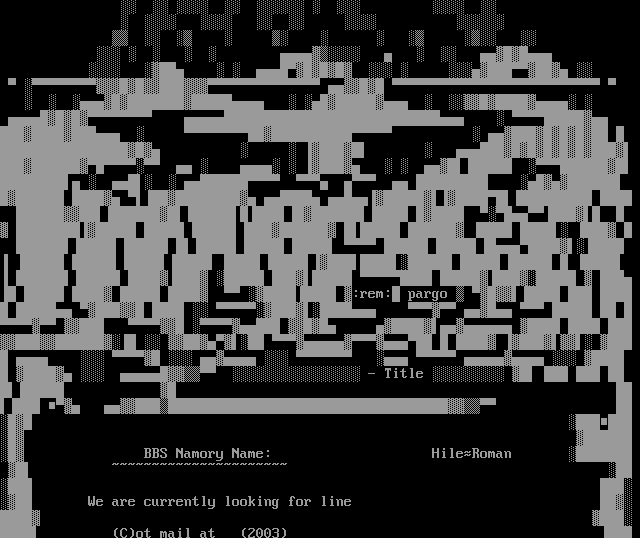 :rem: pargo
- Title
BBS Namory Name: Hile≈Roman
~~~~~~~~~~~~~~~~~~~~~~
We are currently looking for line
(C)ot mail at (2003)